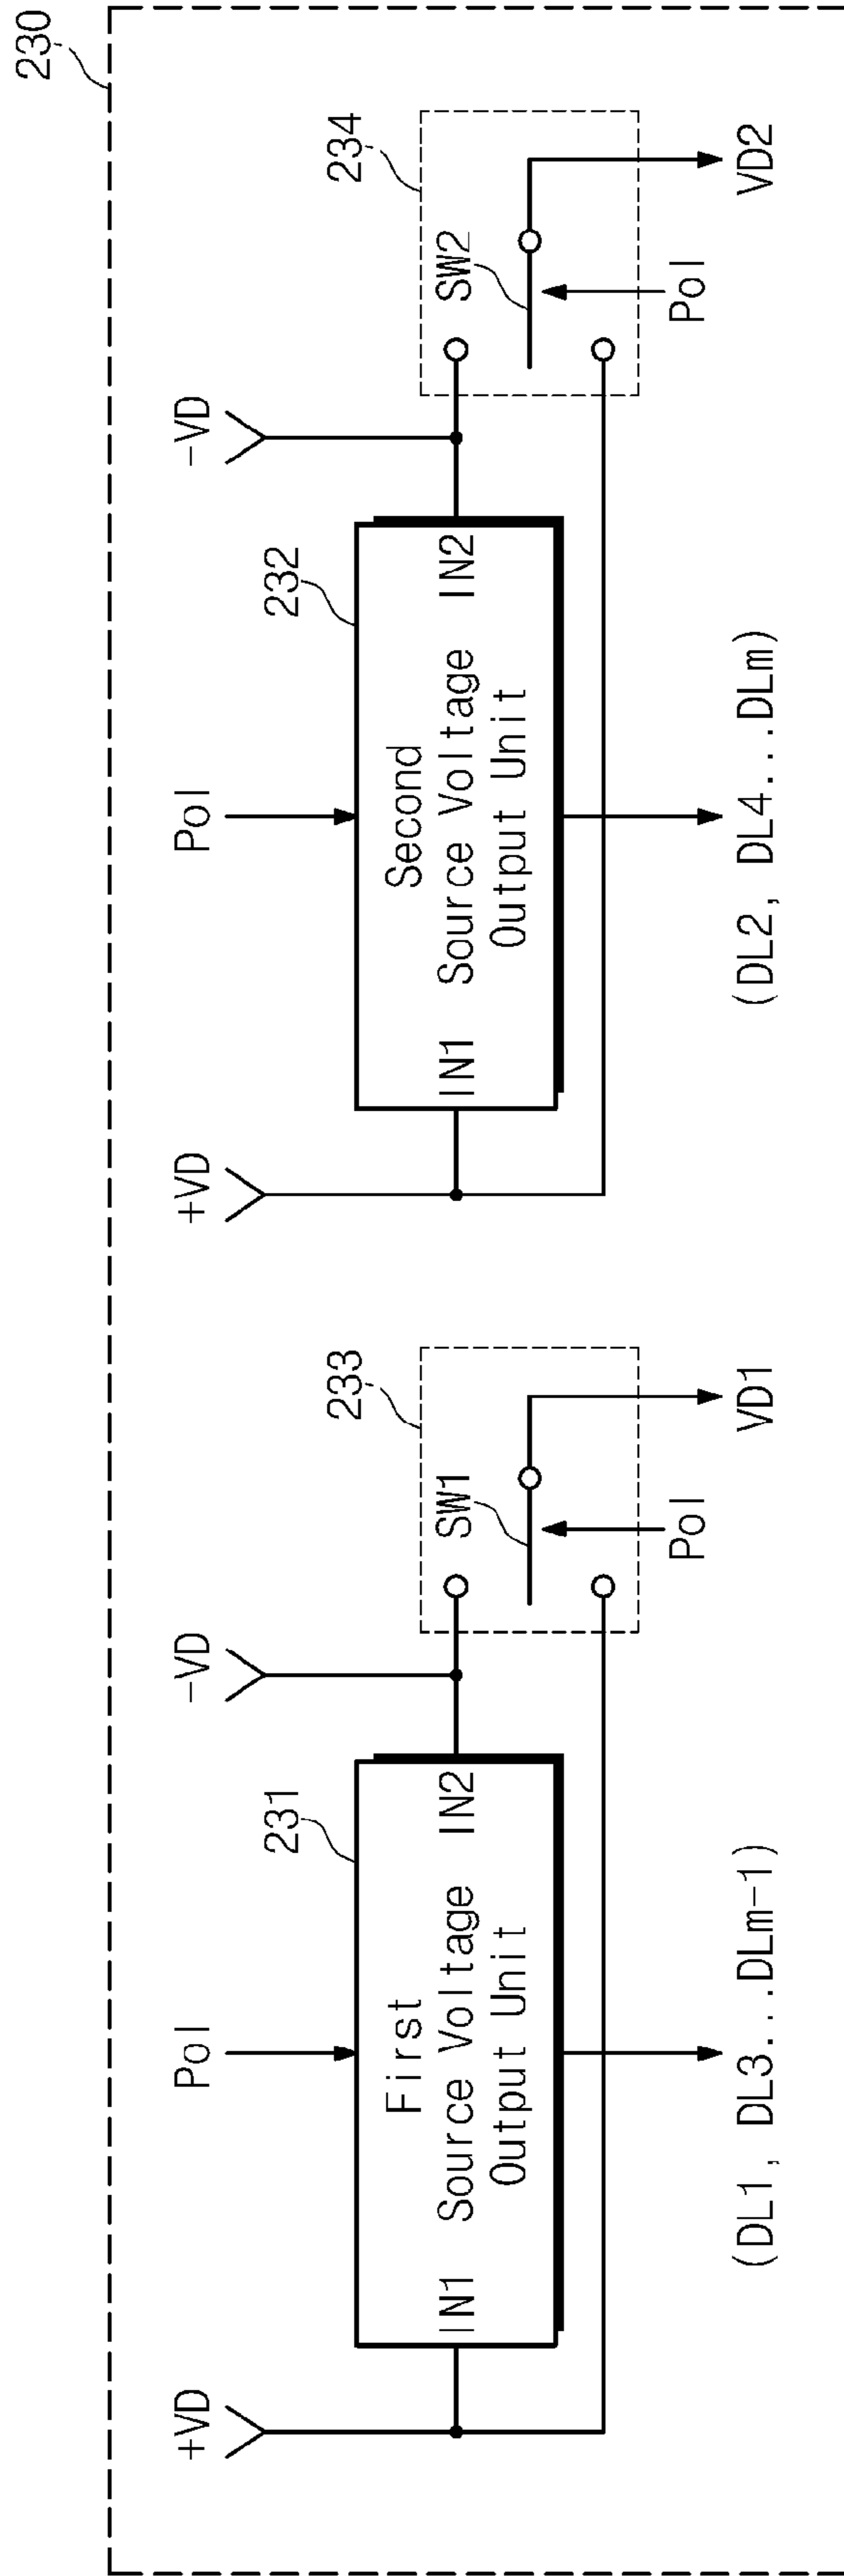 230
+VD
Pol
-VD
+VD
Pol
-VD
231
232
233
234
First
Source Voltage
Output Unit
IN1
IN2
SW1
Second
Source Voltage
Output Unit
IN1
IN2
SW2
Pol
Pol
(DL1, DL3...DLm-1)
VD1
(DL2, DL4...DLm)
VD2